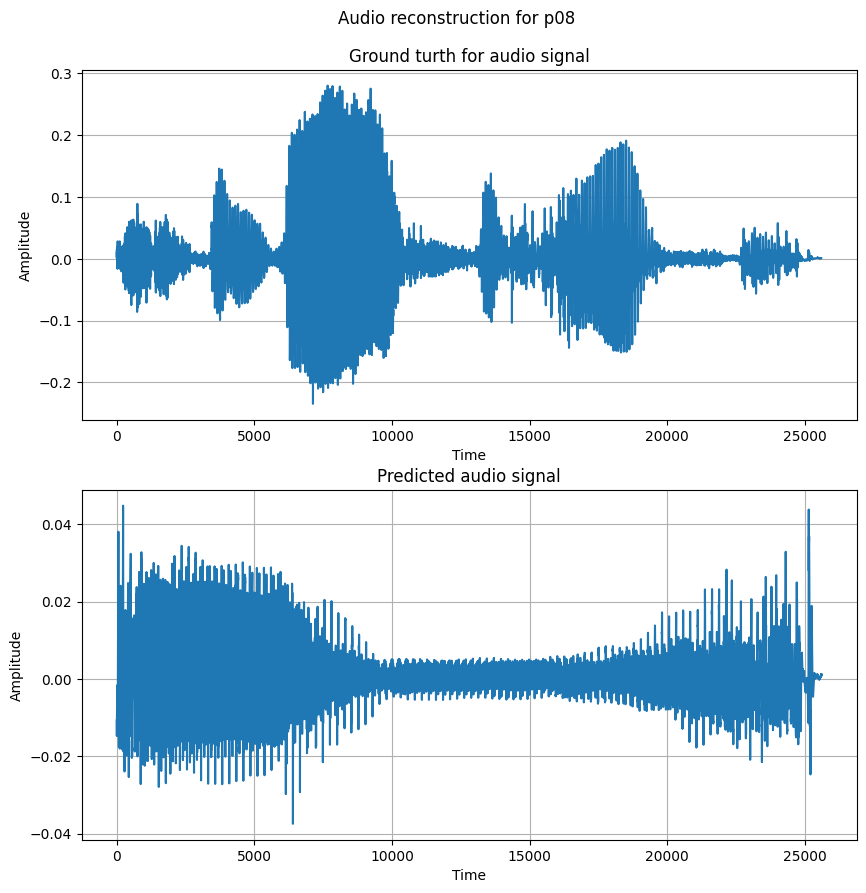 Audio reconstruction for p08
Ground turth for audio signal
0.3
0.2
0.1
0.0
−0.1
−0.2
Amplitude
0 5000 10000 15000 20000 25000
Time
Predicted audio signal
0.04
0.02
0.00
−0.02
−0.04
Amplitude
0 5000 10000 15000 20000 25000
Time